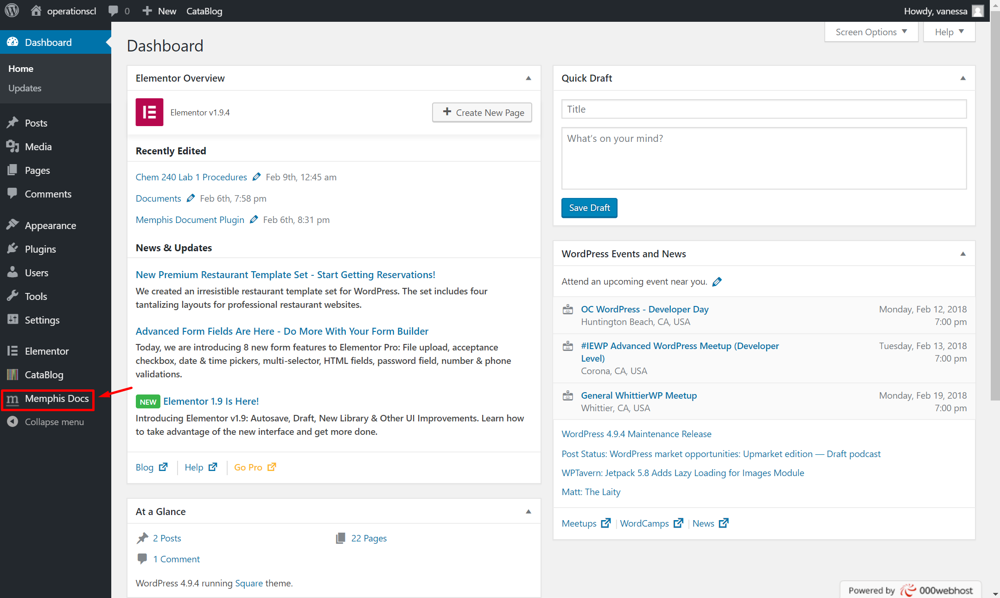 operationscl 0 New CataBlog Howdy, vanessa
Dashboard
Home
Updates
Posts
Media
Pages
Comments
Appearance
Plugins
Users
Tools
Settings
Elementor
CataBlog
m Memphis Docs
Collapse menu
Screen Options Help
Dashboard
Elementor Overview
Elementor v1.9.4
Create New Page
Recently Edited
Chem 240 Lab 1 Procedures Feb 9th, 12:45 am
Documents Feb 6th, 7:58 pm
Memphis Document Plugin Feb 6th, 8:31 pm
News & Updates
New Premium Restaurant Template Set - Start Getting Reservations!
We created an irresistible restaurant template set for WordPress. The set includes four
tantalizing layouts for professional restaurant websites.
Advanced Form Fields Are Here - Do More With Your Form Builder
Today, we are introducing 8 new form features to Elementor Pro: File upload, acceptance
checkbox, date & time pickers, multi-selector, HTML fields, password field, number & phone
validations.
NEW Elementor 1.9 Is Here!
Introducing Elementor v1.9: Autosave, Draft, New Library & Other UI Improvements. Learn how
to take advantage of the new interface and get more done.
Blog Help Go Pro
At a Glance
2 Posts 22 Pages
1 Comment
WordPress 4.9.4 running Square theme.
Quick Draft
Title
What's on your mind?
Save Draft
WordPress Events and News
Attend an upcoming event near you.
OC WordPress - Developer Day Monday, Feb 12, 2018
Huntington Beach, CA, USA 7:00 pm
#IEWP Advanced WordPress Meetup (Developer Tuesday, Feb 13, 2018
Level) 7:00 pm
Corona, CA, USA
General WhittierWP Meetup Monday, Feb 19, 2018
Whittier, CA, USA 7:00 pm
WordPress 4.9.4 Maintenance Release
Post Status: WordPress market opportunities: Upmarket edition — Draft podcast
WPTavern: Jetpack 5.8 Adds Lazy Loading for Images Module
Matt: The Laity
Meetups WordCamps News
Powered by 000webhost